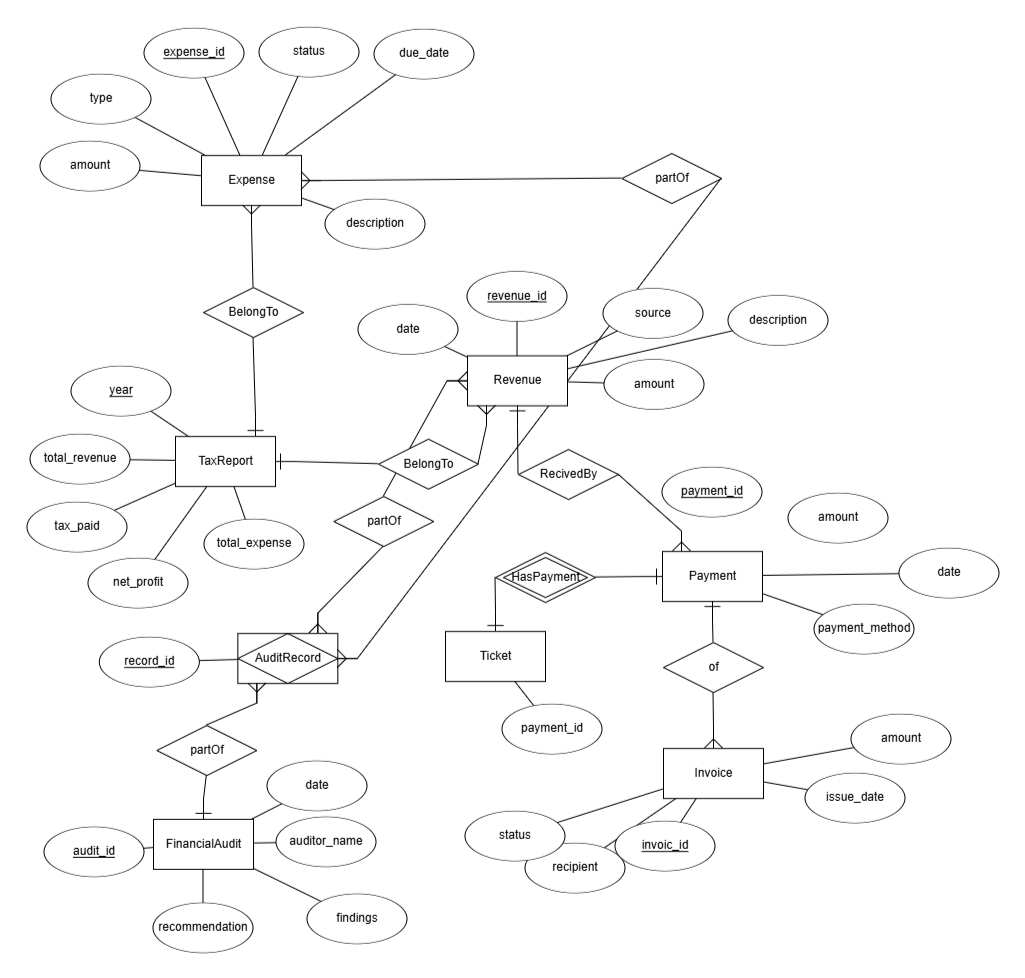 expense_id
status
due_date
type
amount
Expense
partOf
description
revenue_id
BelongTo
date
source
description
Revenue
amount
year
total_revenue
TaxReport
BelongTo
RecivedBy
payment_id
tax_paid
partOf
amount
total_expense
net_profit
HasPayment
Payment
date
payment_method
record_id
AuditRecord
Ticket
of
payment_id
partOf
amount
Invoice
date
issue_date
audit_id
FinancialAudit
auditor_name
status
recipient
invoic_id
recommendation
findings